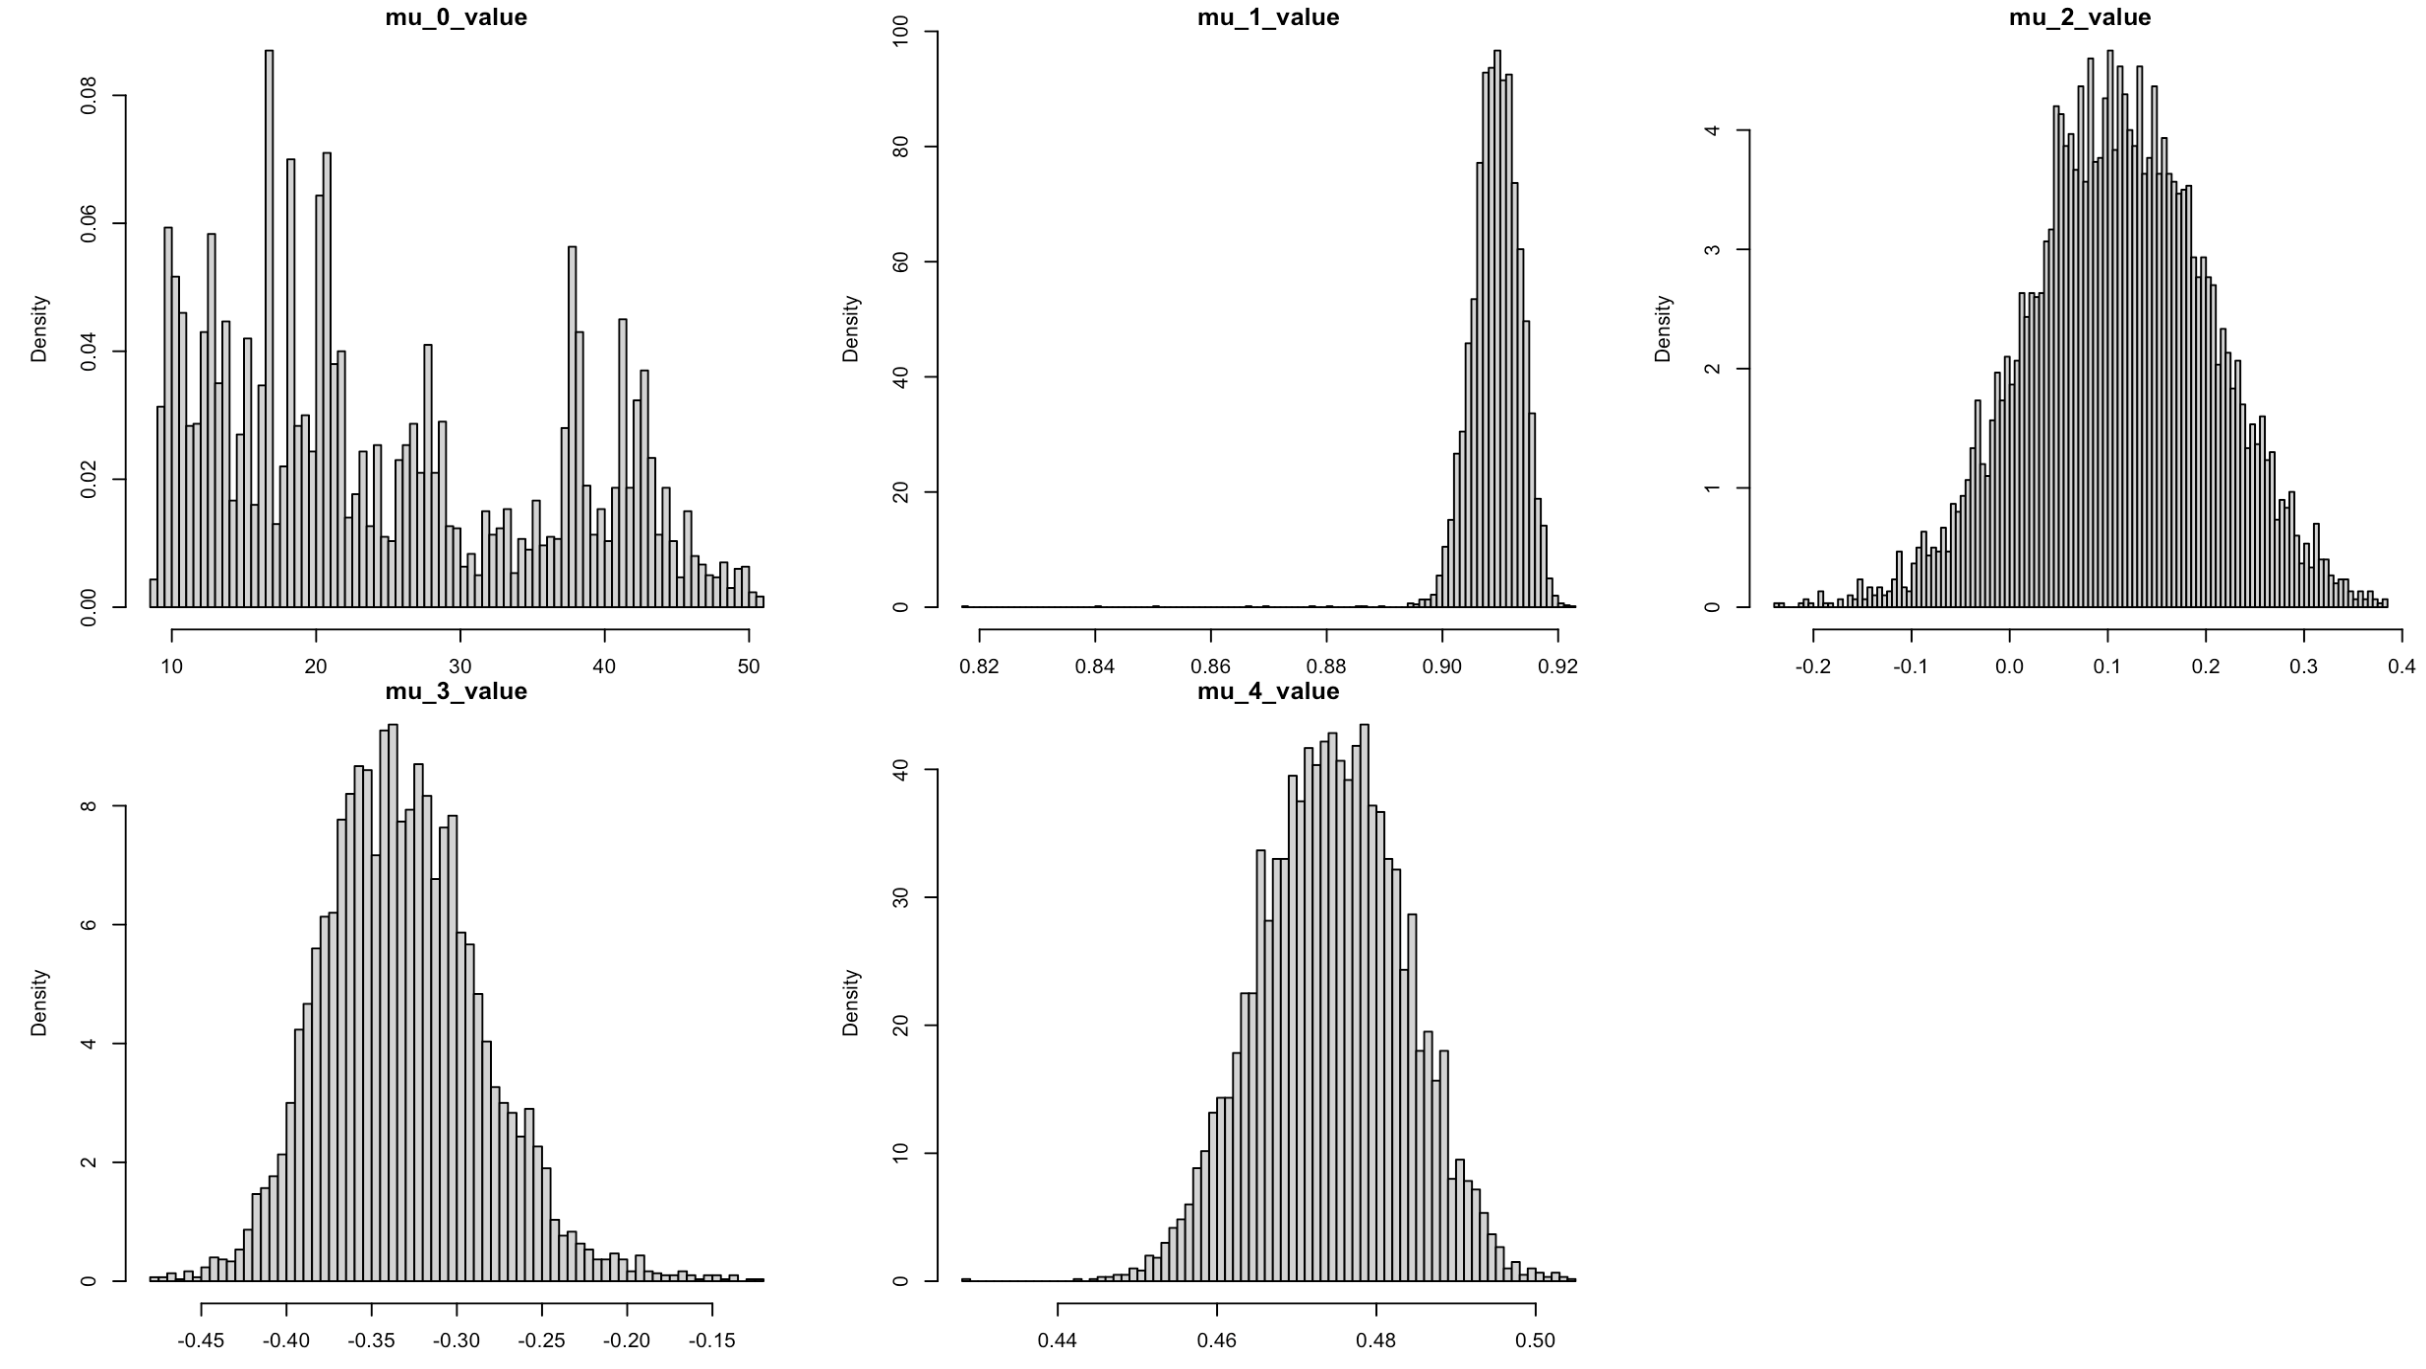 mu_0_value
Density
0.00 0.02 0.04 0.06 0.08
10 20 30 40 50
mu_1_value
Density
0 20 40 60 80 100
0.82 0.84 0.86 0.88 0.90 0.92
mu_2_value
Density
0 1 2 3 4
-0.2 -0.1 0.0 0.1 0.2 0.3 0.4
mu_3_value
Density
0 2 4 6 8
-0.45 -0.40 -0.35 -0.30 -0.25 -0.20 -0.15
mu_4_value
Density
0 10 20 30 40
0.44 0.46 0.48 0.50